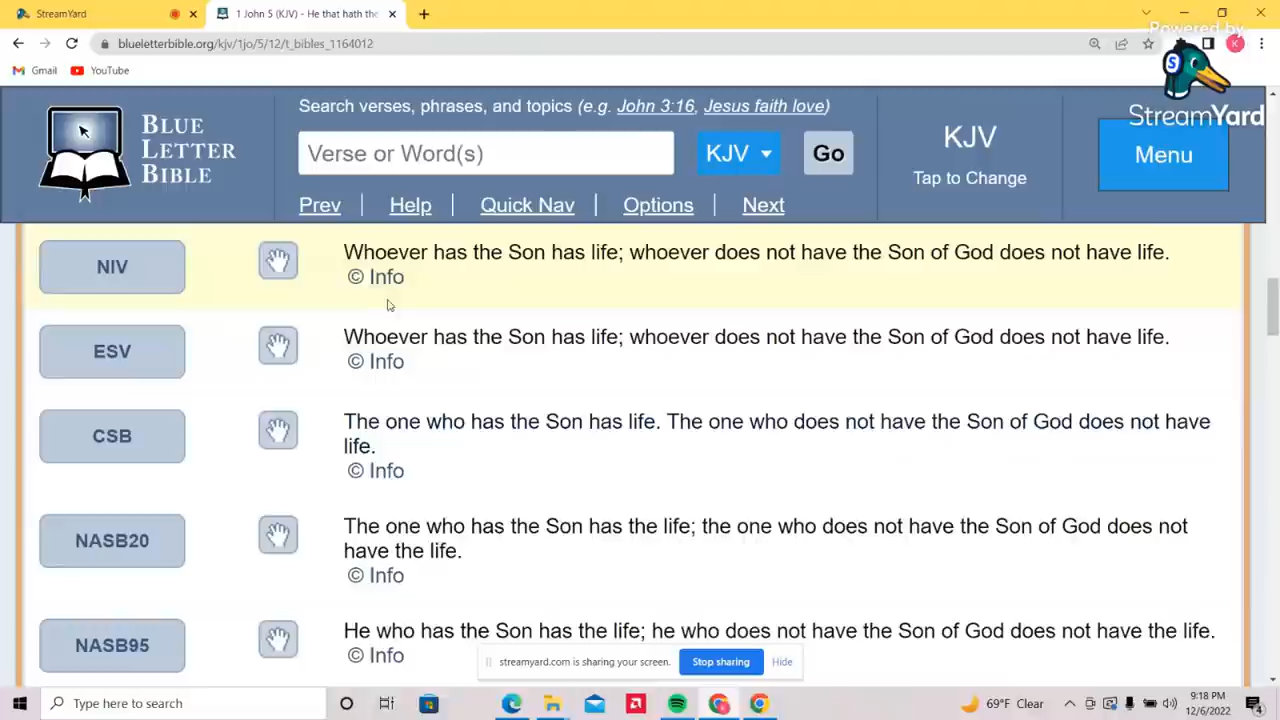 StreamYard
1 John 5 (KJV) - He that hath the
blueletterbible.org/kjv/1jo/5/12/t_bibles_1164012
Powered by
StreamYard
Gmail
YouTube
BLUE
LETTER
BIBLE
Search verses, phrases, and topics (e.g. John 3:16, Jesus faith love)
Verse or Word(s)
KJV
Go
Prev | Help | Quick Nav | Options | Next
KJV
Tap to Change
Menu
NIV
Whoever has the Son has life; whoever does not have the Son of God does not have life.
© Info
ESV
Whoever has the Son has life; whoever does not have the Son of God does not have life.
© Info
CSB
The one who has the Son has life. The one who does not have the Son of God does not have
life.
© Info
NASB20
The one who has the Son has the life; the one who does not have the Son of God does not
have the life.
© Info
NASB95
He who has the Son has the life; he who does not have the Son of God does not have the life.
© Info
streamyard.com is sharing your screen.
Stop sharing
Hide
Type here to search
69°F Clear
9:18 PM
12/6/2022
4